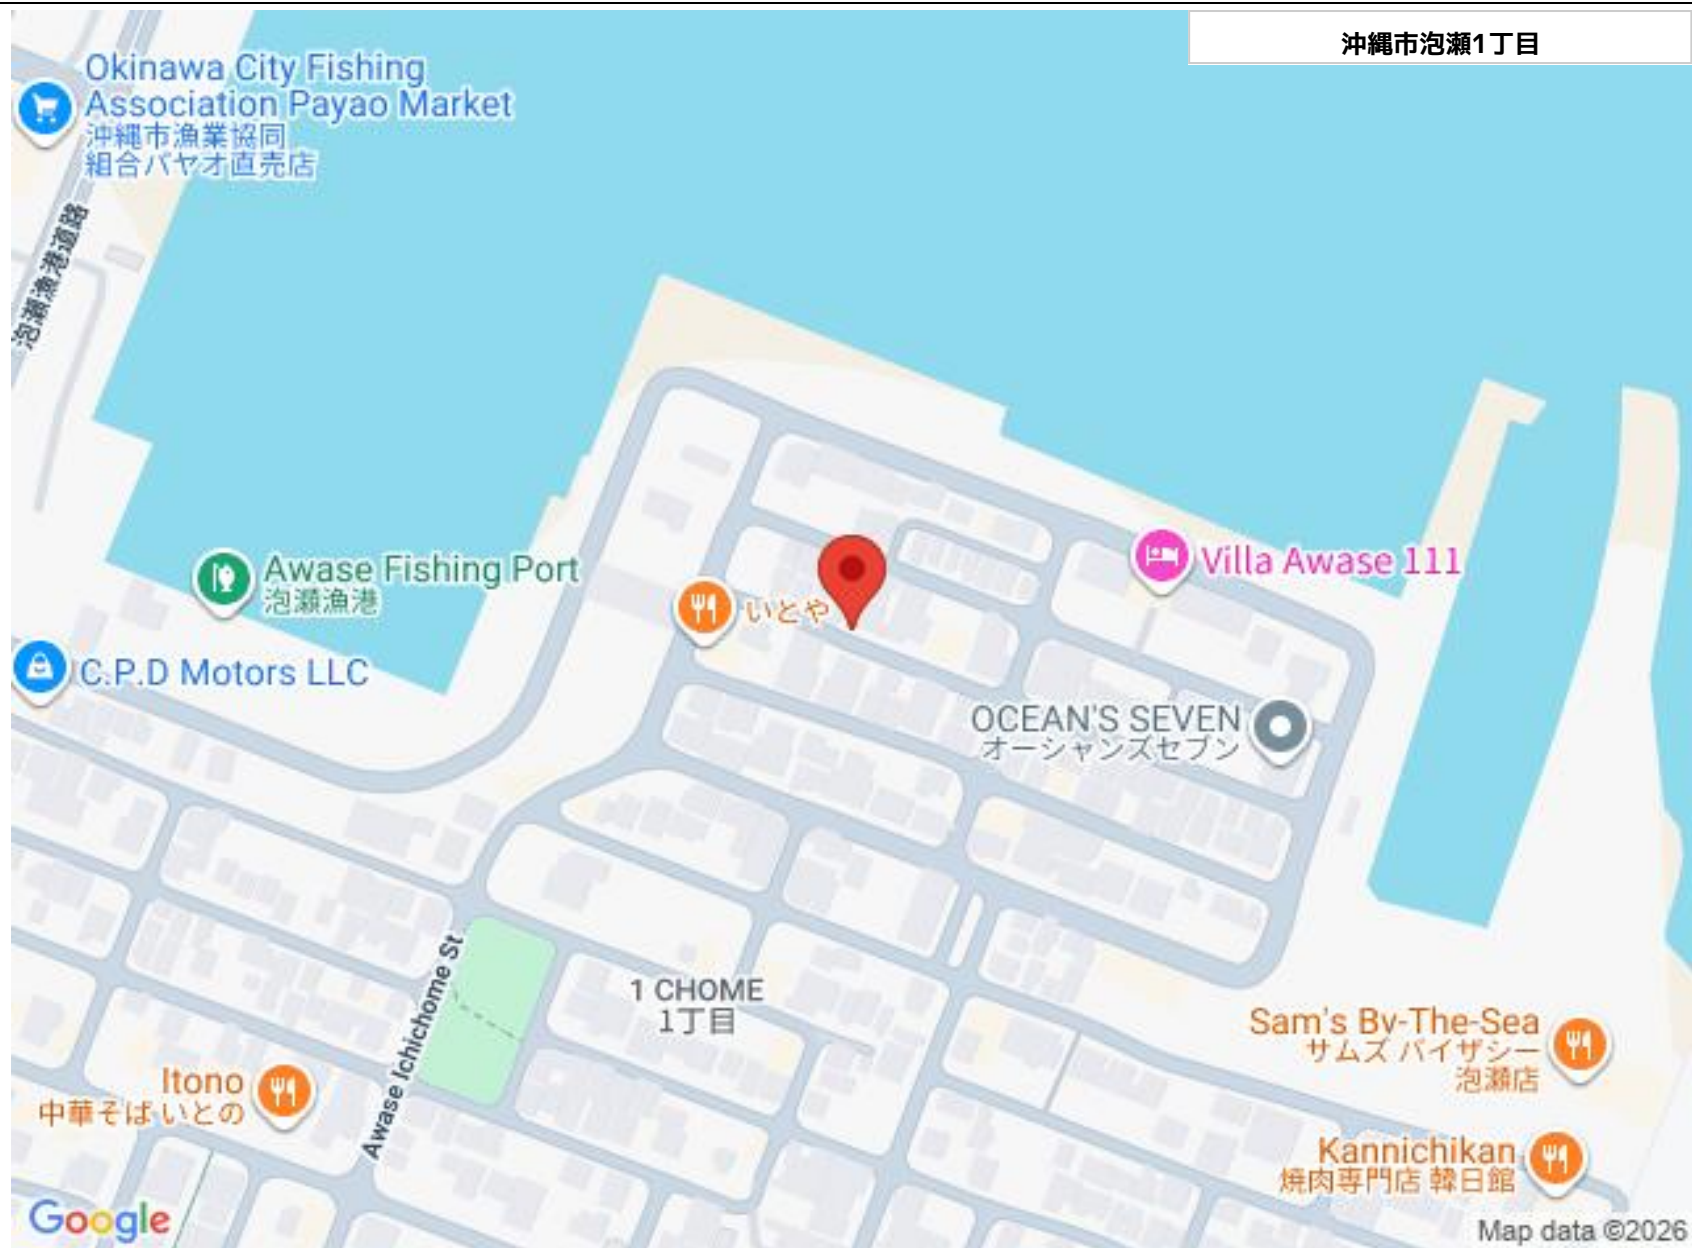 沖縄市泡瀬1丁目
Okinawa City Fishing
Association Payao Market
沖縄市漁業協同
組合パヤオ直売店
泡瀬漁港道路
Awase Fishing Port
泡瀬漁港
いとや
Villa Awase 111
C.P.D Motors LLC
OCEAN'S SEVEN
オーシャンズセブン
Awase Ichichome St
1 CHOME
1丁目
Sam's By-The-Sea
サムズ バイザシー
泡瀬店
Itono
中華そば いとの
Kannichikan
焼肉専門店 韓日館
Google
Map data ©2026